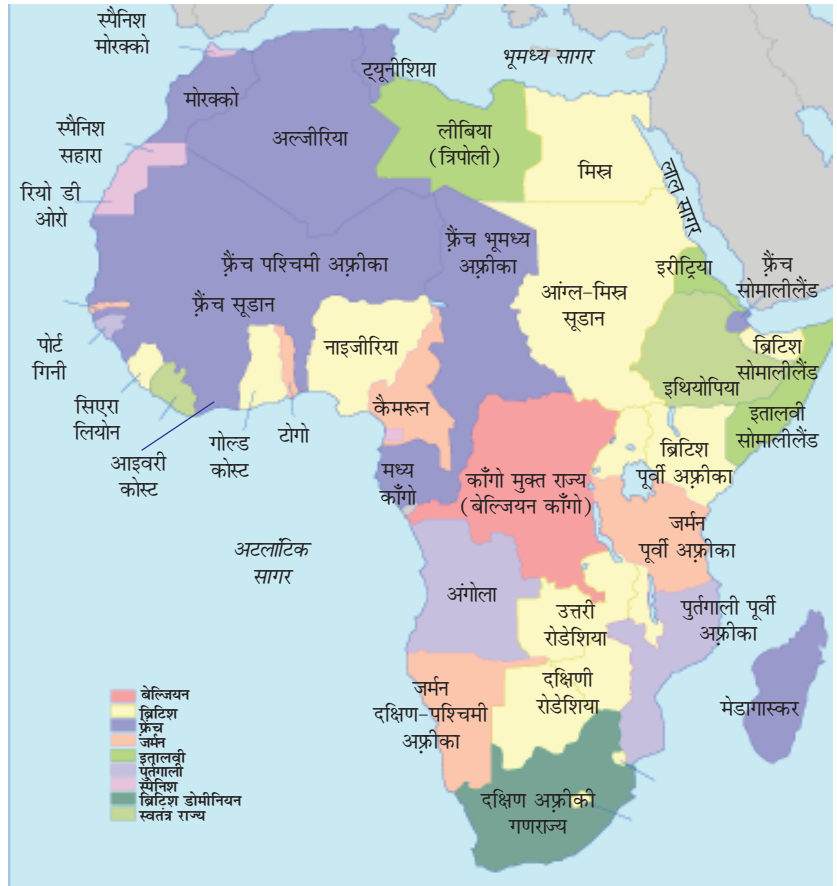 स्पैनिश
मोरक्को
ट्यूनीशिया
भूमध्य सागर
मोरक्को
अल्जीरिया
लीबिया
(त्रिपोली)
मिस्र
स्पैनिश
सहारा
लाल सागर
रियो डी
ओरो
फ़्रैंच पश्चिमी अफ़्रीका
फ़्रैंच भूमध्य
अफ़्रीका
इरीट्रिया
फ़्रैंच
सोमालीलैंड
फ़्रैंच सूडान
आंग्ल-मिस्र
सूडान
पोर्ट
गिनी
नाइजीरिया
ब्रिटिश
सोमालीलैंड
इथियोपिया
सिएरा
लियोन
आइवरी
कोस्ट
गोल्ड
कोस्ट
टोगो
कैमरून
इतालवी
सोमालीलैंड
ब्रिटिश
पूर्वी अफ़्रीका
मध्य
काँगो
काँगो मुक्त राज्य
(बेल्जियन काँगो)
जर्मन
पूर्वी अफ़्रीका
अटलांटिक
सागर
अंगोला
उत्तरी
रोडेशिया
पुर्तगाली पूर्वी
अफ़्रीका
जर्मन
दक्षिण-पश्चिमी
अफ़्रीका
दक्षिणी
रोडेशिया
मेडागास्कर
दक्षिण अफ़्रीकी
गणराज्य
बेल्जियन
ब्रिटिश
फ़्रैंच
जर्मन
इतालवी
पुर्तगाली
स्पेनिश
ब्रिटिश डोमीनियन
स्वतंत्र राज्य